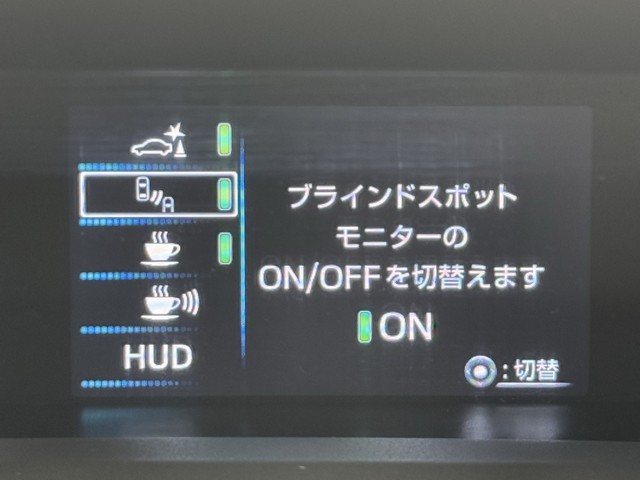 ブラインドスポット
モニターの
ON/OFFを切替えます
ON
HUD
:切替